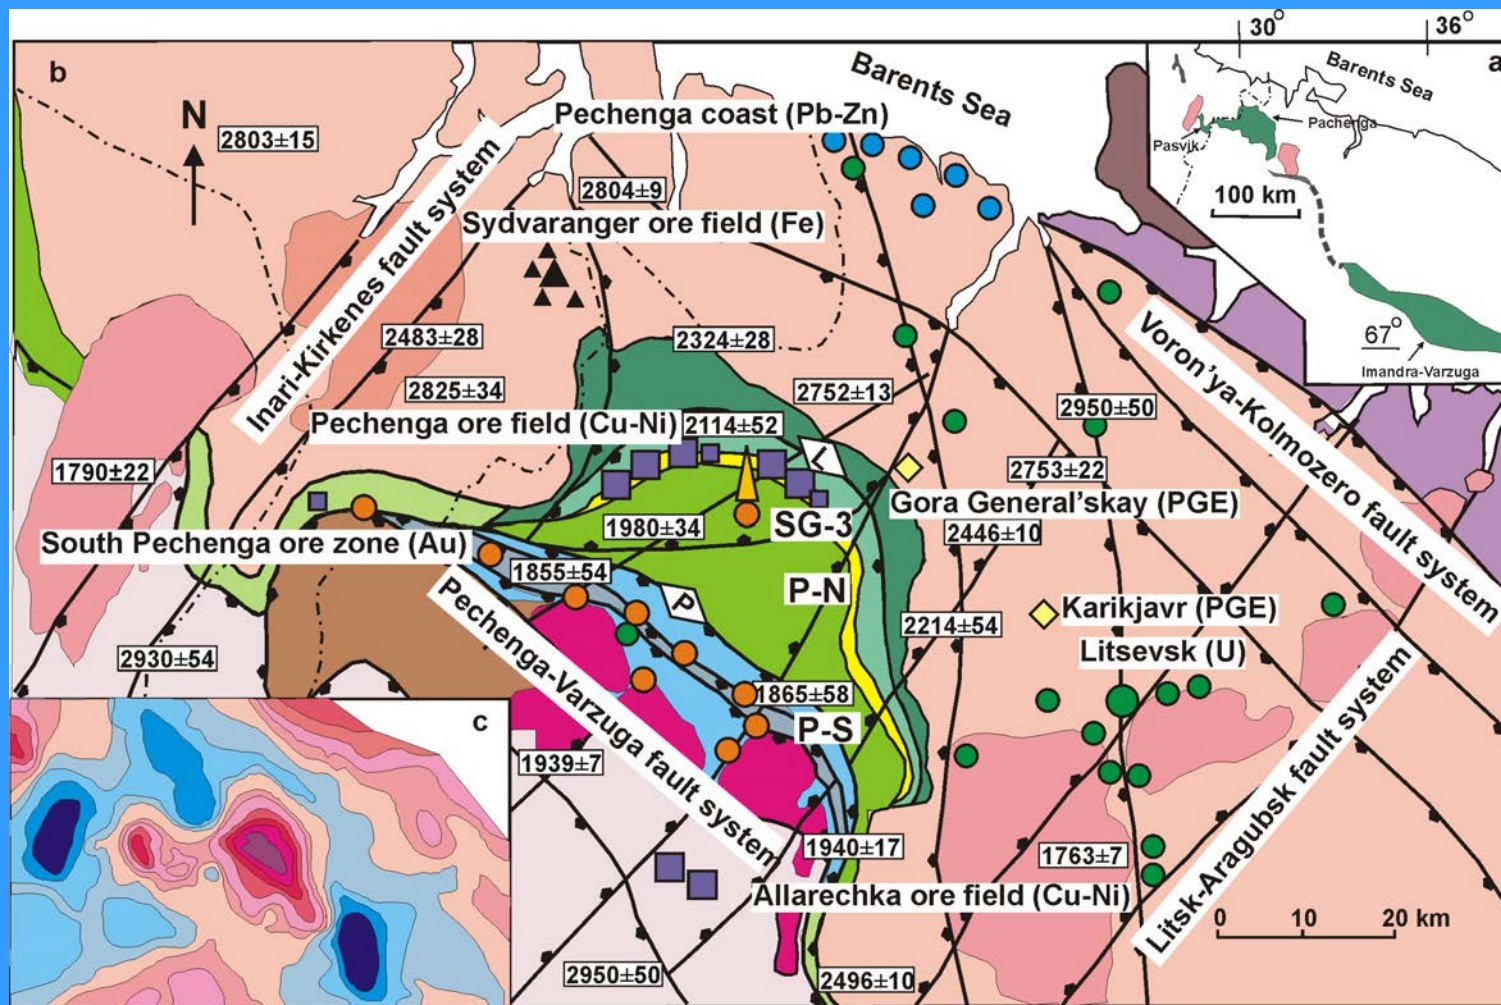 30°
36°
b
a
Barents Sea
Barents Sea
Pachenga
Pasvik
100 km
67°
Imandra-Varzuga
N
2803±15
Pechenga coast (Pb-Zn)
2804±9
Sydvaranger ore field (Fe)
Inari-Kirkenes fault system
2483±28
2324±28
2825±34
2752±13
2950±50
Voron'ya-Kolmozero fault system
Pechenga ore field (Cu-Ni)
2114±52
L
1790±22
2753±22
Gora General'skay (PGE)
1980±34
SG-3
2446±10
South Pechenga ore zone (Au)
1855±54
P-N
P
Karikjavr (PGE)
2214±54
Litsevsk (U)
2930±54
Pechenga-Varzuga fault system
1865±58
P-S
c
1939±7
Litsk-Aragubsk fault system
1940±17
1763±7
Allarechka ore field (Cu-Ni)
0 10 20 km
2950±50
2496±10